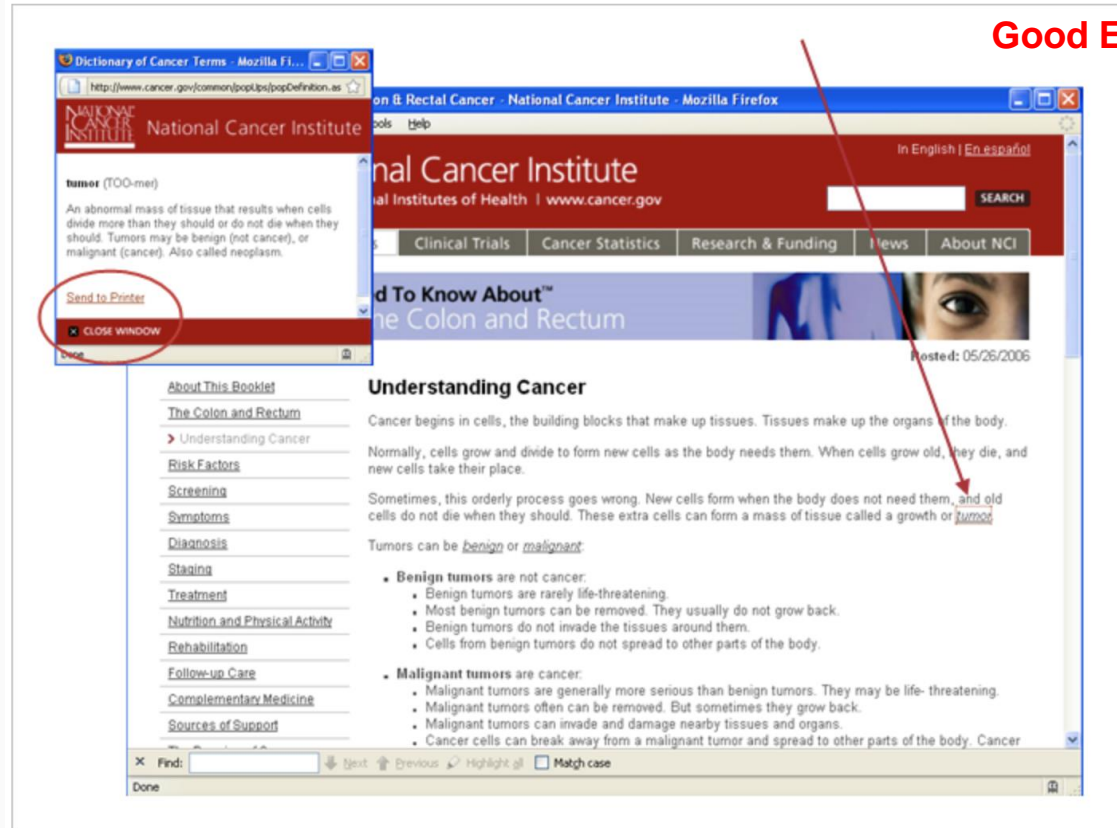 Good E
Dictionary of Cancer Terms - Mozilla Fi...
http://www.cancer.gov/common/popUps/popDefinition.as
NATIONAL CANCER INSTITUTE
National Cancer Institute
tumor (TOO-mer)
An abnormal mass of tissue that results when cells
divide more than they should or do not die when they
should. Tumors may be benign (not cancer), or
malignant (cancer). Also called neoplasm.
Send to Printer
CLOSE WINDOW
Done
on & Rectal Cancer - National Cancer Institute - Mozilla Firefox
ools Help
In English | En español
nal Cancer Institute
nal Institutes of Health | www.cancer.gov
SEARCH
s Clinical Trials Cancer Statistics Research & Funding News About NCI
d To Know About™
he Colon and Rectum
Posted: 05/26/2006
About This Booklet
The Colon and Rectum
Understanding Cancer
Risk Factors
Screening
Symptoms
Diagnosis
Staging
Treatment
Nutrition and Physical Activity
Rehabilitation
Follow-up Care
Complementary Medicine
Sources of Support
Understanding Cancer
Cancer begins in cells, the building blocks that make up tissues. Tissues make up the organs of the body.
Normally, cells grow and divide to form new cells as the body needs them. When cells grow old, they die, and
new cells take their place.
Sometimes, this orderly process goes wrong. New cells form when the body does not need them, and old
cells do not die when they should. These extra cells can form a mass of tissue called a growth or tumor.
Tumors can be benign or malignant:
Benign tumors are not cancer:
Benign tumors are rarely life-threatening.
Most benign tumors can be removed. They usually do not grow back.
Benign tumors do not invade the tissues around them.
Cells from benign tumors do not spread to other parts of the body.
Malignant tumors are cancer:
Malignant tumors are generally more serious than benign tumors. They may be life- threatening.
Malignant tumors often can be removed. But sometimes they grow back.
Malignant tumors can invade and damage nearby tissues and organs.
Cancer cells can break away from a malignant tumor and spread to other parts of the body. Cancer
Find: Next Previous Highlight all Match case
Done